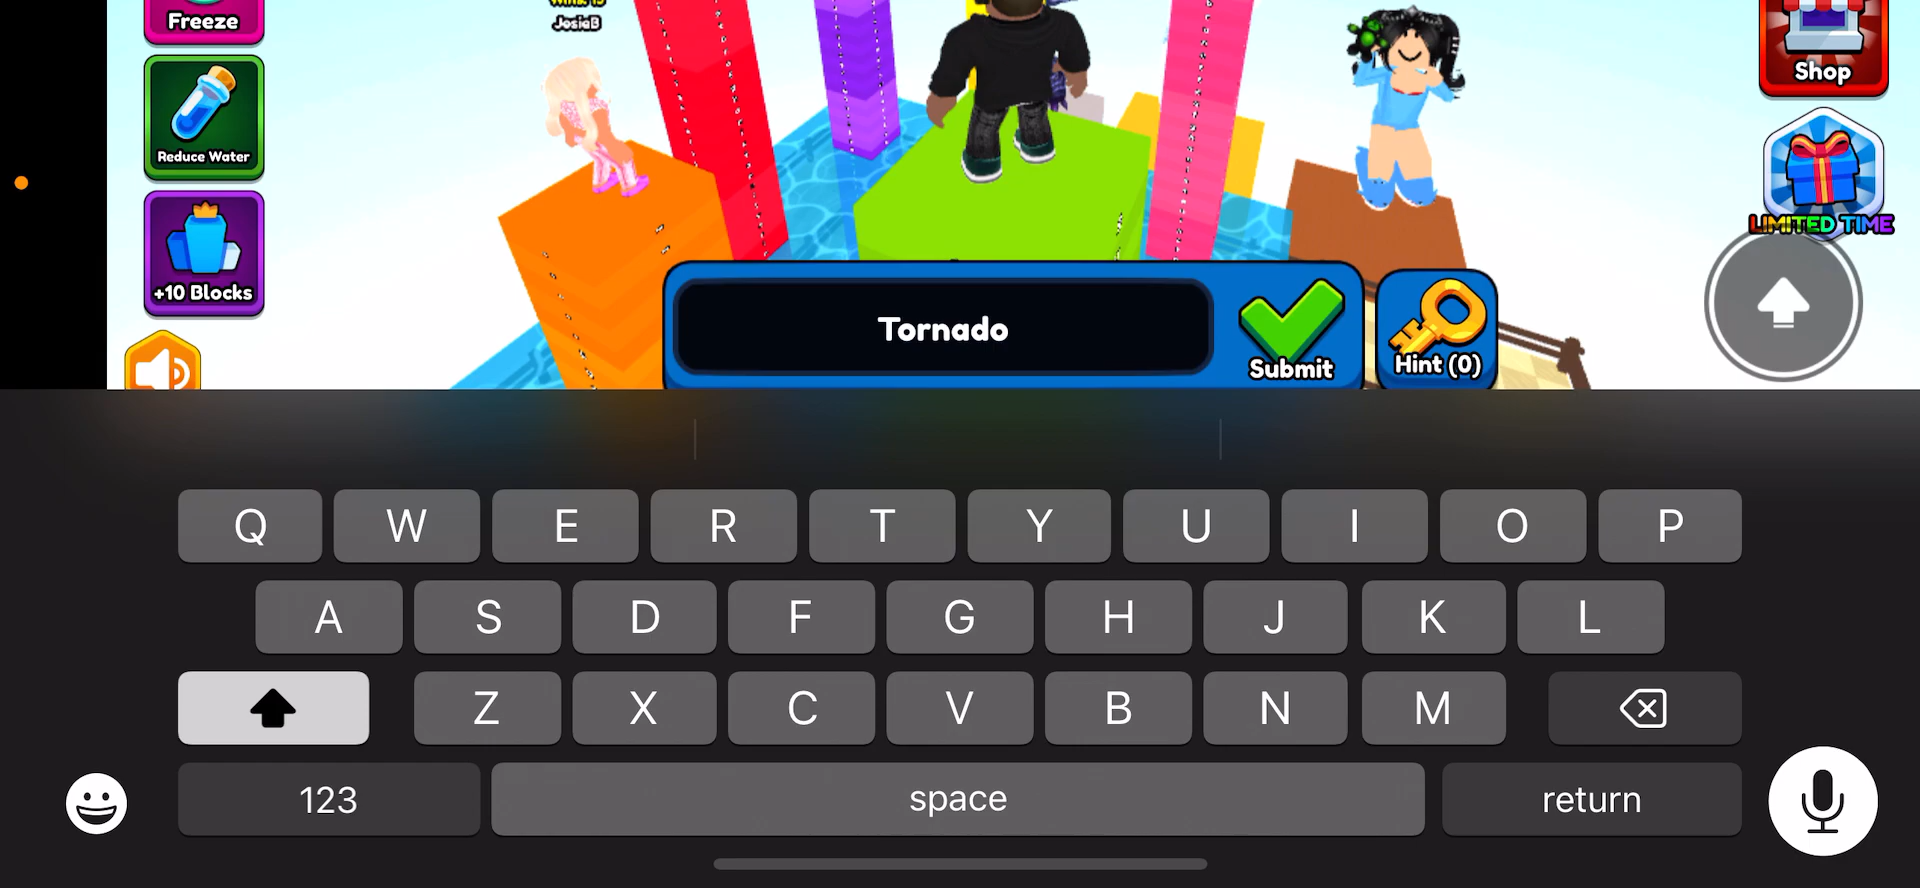 Freeze
JosiaB
Shop
Reduce Water
LIMITED TIME
+10 Blocks
Tornado
Submit
Hint (0)
Q W E R T Y U I O P
A S D F G H J K L
Z X C V B N M
123
space
return